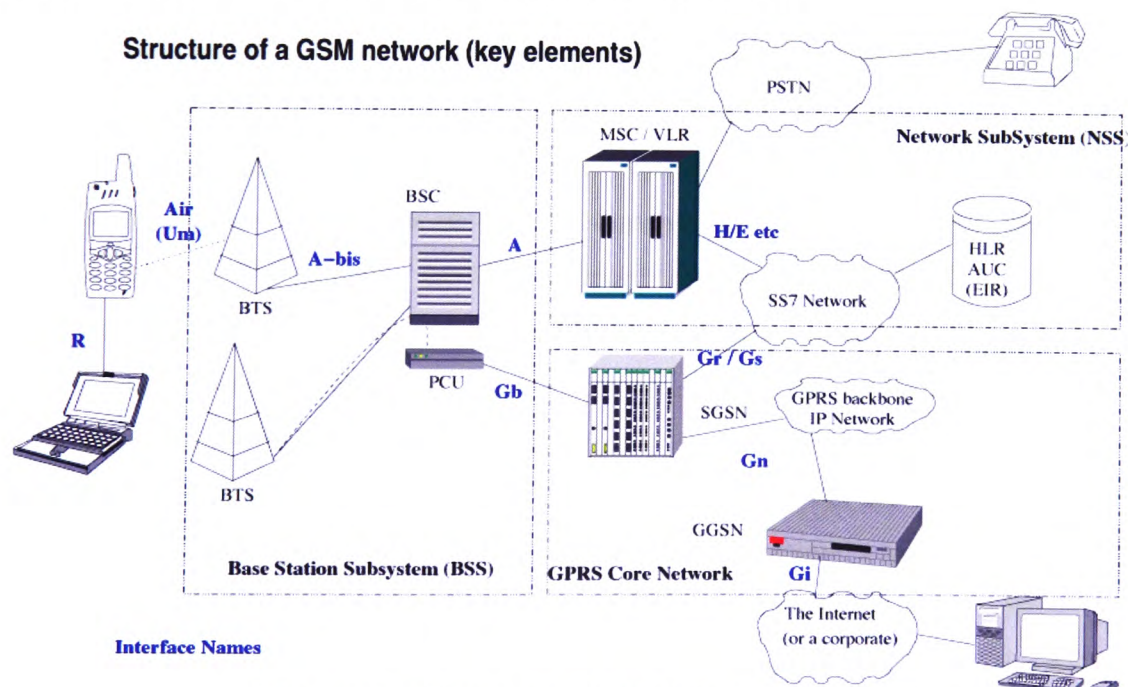 Structure of a GSM network (key elements)
PSTN
MSC / VLR
Network SubSystem (NSS)
BSC
Air
(Um)
A-bis
A
H/E etc
HLR
AUC
(EIR)
BTS
SS7 Network
R
PCU
Gb
Gr / Gs
SGSN
GPRS backbone
IP Network
Gn
BTS
GGSN
Base Station Subsystem (BSS)
GPRS Core Network
Gi
The Internet
(or a corporate)
Interface Names